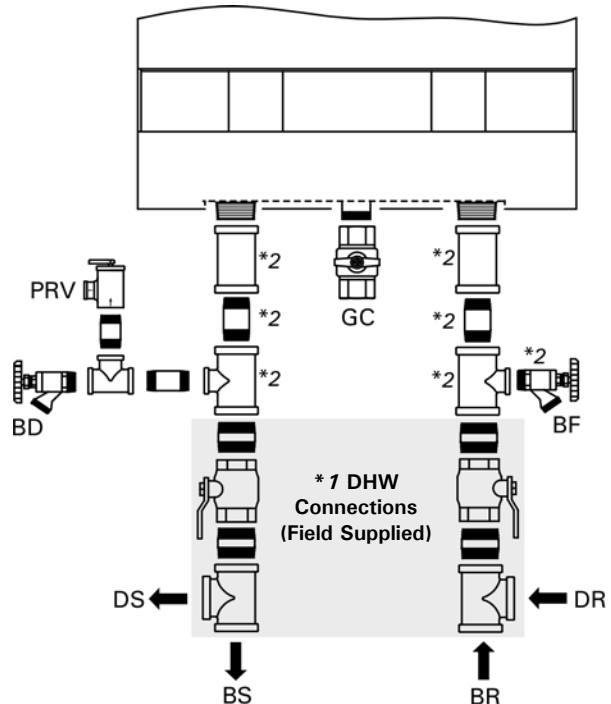 *2
*2
PRV
GC
*2
*2
*2
*2
*2
BD
BF
*1 DHW
Connections
(Field Supplied)
DS
DR
BS
BR